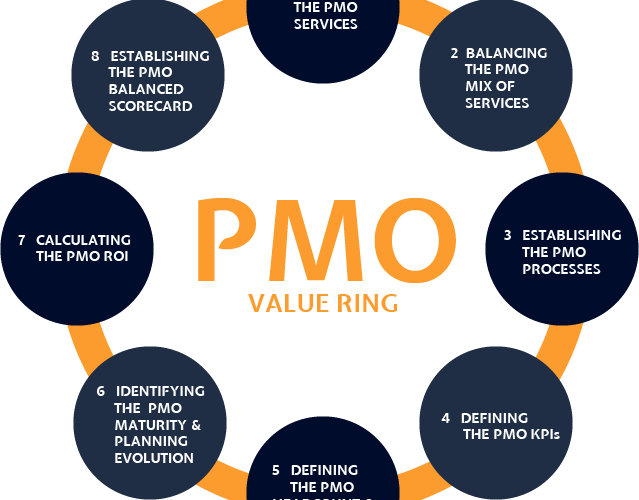 THE PMO
SERVICES
2 BALANCING
THE PMO
MIX OF
SERVICES
3 ESTABLISHING
THE PMO
PROCESSES
4 DEFINING
THE PMO KPIs
5 DEFINING
THE PMO
6 IDENTIFYING
THE PMO
MATURITY &
PLANNING
EVOLUTION
7 CALCULATING
THE PMO ROI
8 ESTABLISHING
THE PMO
BALANCED
SCORECARD
PMO
VALUE RING